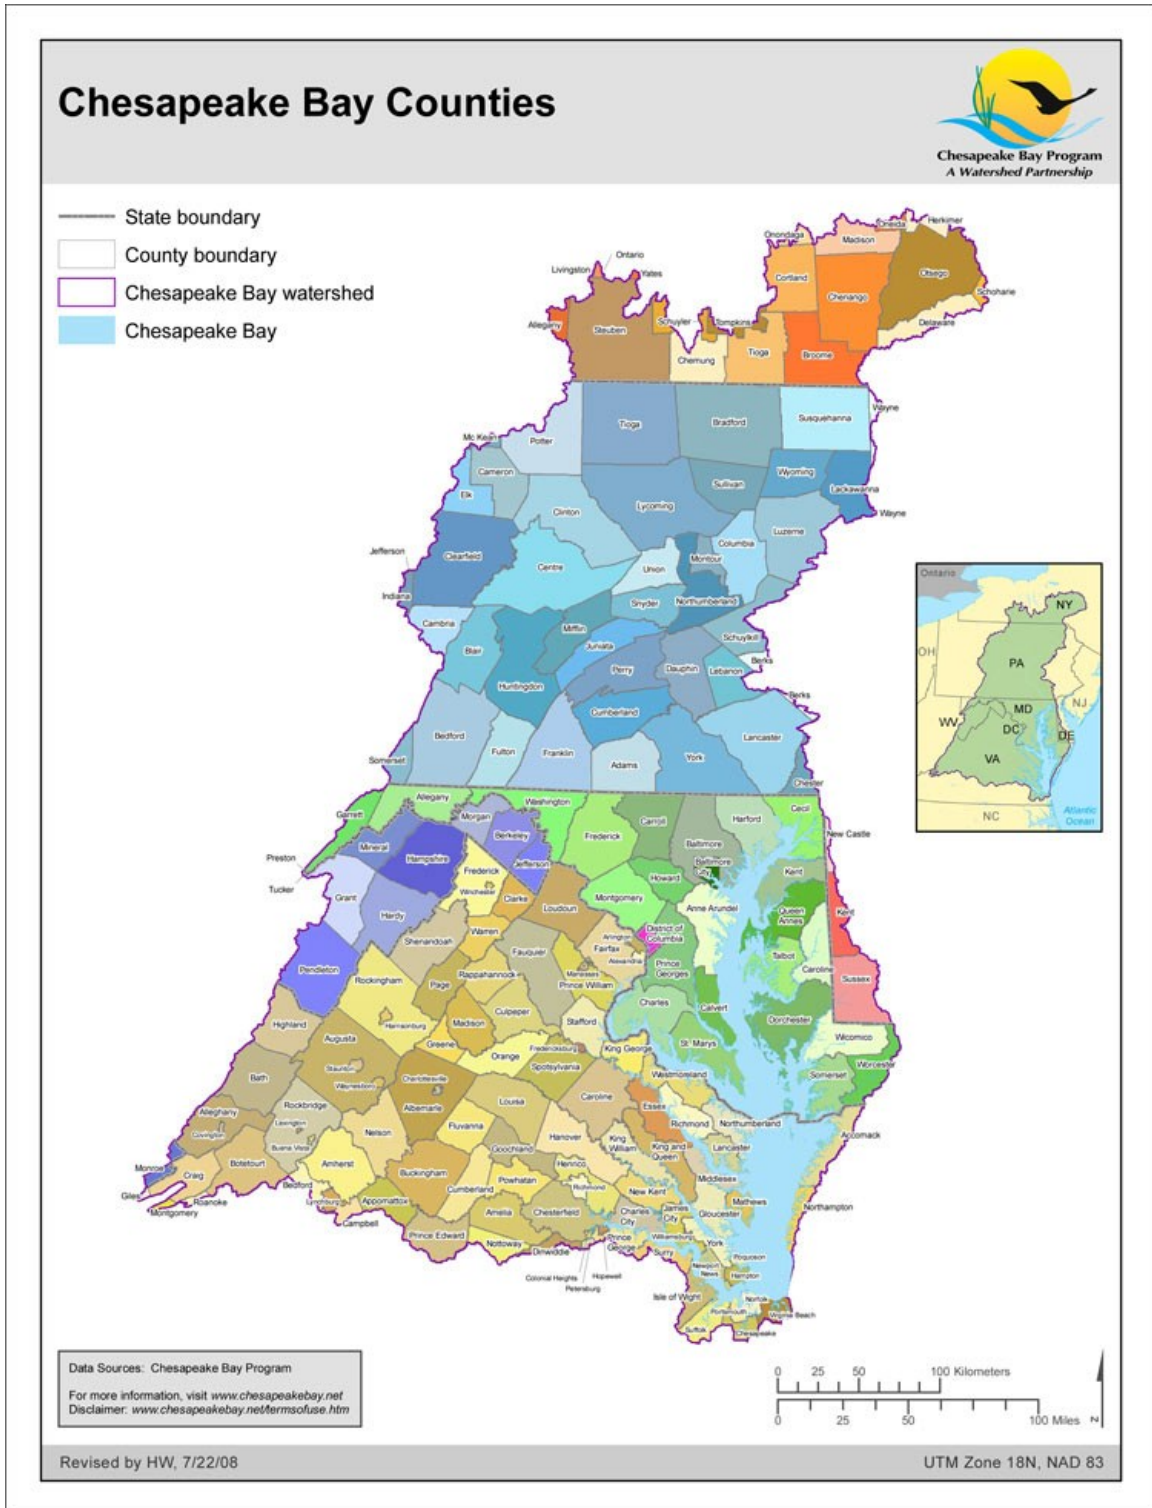 Chesapeake Bay Counties
Chesapeake Bay Program
A Watershed Partnership
State boundary
County boundary
Chesapeake Bay watershed
Chesapeake Bay
Onondaga
Oneida
Herkimer
Madison
Ontario
Livingston
Yates
Cortland
Chenango
Otsego
Schoharie
Allegany
Steuben
Schuyler
Tompkins
Delaware
Chemung
Tioga
Broome
Wayne
Tioga
Bradford
Susquehanna
Mc Kean
Potter
Cameron
Elk
Sullivan
Wyoming
Lackawanna
Wayne
Clinton
Lycoming
Luzerne
Jefferson
Clearfield
Centre
Union
Montour
Columbia
Indiana
Snyder
Northumberland
Cambria
Blair
Mifflin
Juniata
Schuylkill
Perry
Dauphin
Lebanon
Berks
Huntingdon
Berks
Cumberland
Bedford
Fulton
Franklin
Adams
York
Lancaster
Somerset
Chester
Ontario
NY
OH
PA
NJ
MD
WV
DC
DE
VA
NC
Atlantic
Ocean
Garrett
Allegany
Washington
Morgan
Frederick
Carroll
Harford
Cecil
New Castle
Mineral
Berkeley
Baltimore
Preston
Hampshire
Jefferson
Baltimore
City
Kent
Tucker
Frederick
Winchester
Howard
Grant
Clarke
Montgomery
Hardy
Loudoun
Anne Arundel
Queen
Annes
Kent
Shenandoah
Warren
Arlington
District of
Columbia
Fauquier
Fairfax
Alexandria
Talbot
Pendleton
Rockingham
Page
Rappahannock
Manassas
Prince William
Prince
Georges
Caroline
Sussex
Highland
Harrisonburg
Madison
Culpeper
Stafford
Charles
Calvert
Dorchester
Augusta
Greene
Orange
Fredericksburg
King George
St. Marys
Wicomico
Staunton
Waynesboro
Charlottesville
Spotsylvania
Westmoreland
Somerset
Worcester
Bath
Rockbridge
Albemarle
Louisa
Caroline
Essex
Alleghany
Lexington
Nelson
Fluvanna
Richmond
Northumberland
Covington
Buena Vista
Goochland
Hanover
King
William
King and
Queen
Lancaster
Accomack
Monroe
Craig
Botetourt
Amherst
Buckingham
Powhatan
Henrico
Richmond
Middlesex
Giles
Roanoke
Montgomery
Bedford
Lynchburg
Appomattox
Cumberland
New Kent
Mathews
Northampton
Campbell
Amelia
Chesterfield
Charles
City
James
City
Gloucester
Prince Edward
Nottoway
Dinwiddie
Prince
George
Williamsburg
York
Surry
Poquoson
Colonial Heights
Hopewell
Petersburg
Newport
News
Hampton
Isle of Wight
Norfolk
Portsmouth
Virginia Beach
Suffolk
Chesapeake
Data Sources: Chesapeake Bay Program
For more information, visit www.chesapeakebay.net
Disclaimer: www.chesapeakebay.net/termsofuse.htm
0 25 50 100 Kilometers
0 25 50 100 Miles
N
Revised by HW, 7/22/08
UTM Zone 18N, NAD 83